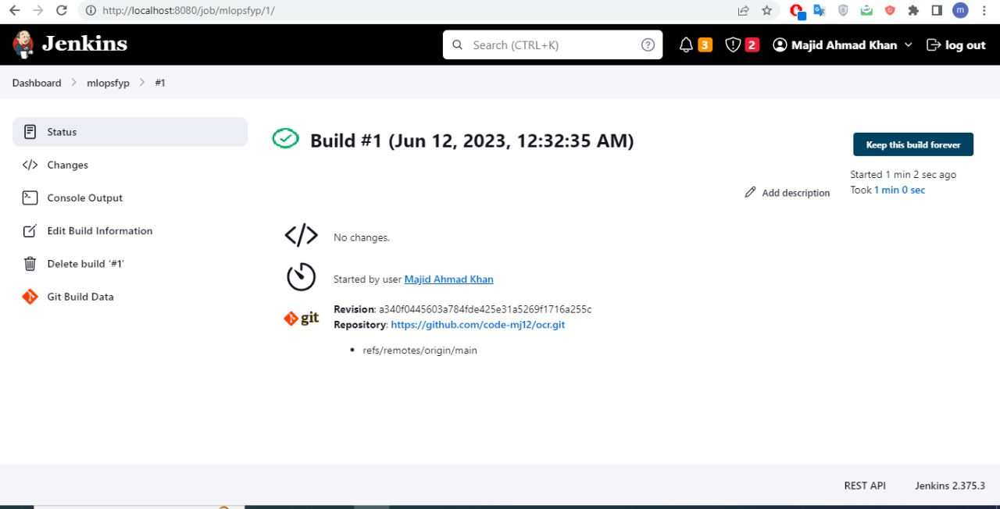 http://localhost:8080/job/mlopsfyp/1/
m
Jenkins
Search (CTRL+K)
?
3
2
Majid Ahmad Khan
log out
Dashboard > mlopsfyp > #1
Status
Changes
Console Output
Edit Build Information
Delete build ‘#1’
Git Build Data
Build #1 (Jun 12, 2023, 12:32:35 AM)
Keep this build forever
Started 1 min 2 sec ago
Took 1 min 0 sec
Add description
No changes.
Started by user Majid Ahmad Khan
git
Revision: a340f0445603a784fde425e31a5269f1716a255c
Repository: https://github.com/code-mj12/ocr.git
• refs/remotes/origin/main
REST API
Jenkins 2.375.3